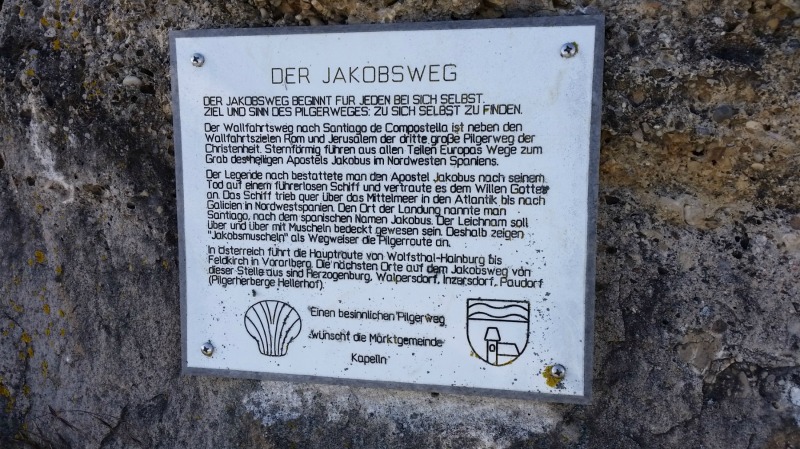 DER JAKOBSWEG
DER JAKOBSWEG BEGINNT FUR JEDEN BEI SICH SELBST.
ZIEL UND SINN DES PILGERWEGES: ZU SICH SELBST ZU FINDEN.
Der Wallfahrtsweg nach Santiago de Compostella ist neben den
Wallfahrtszielen Rom und Jerusalem der dritte große Pilgerweg der
Christenheit. Sternförmig führen aus allen Teilen Europas Wege zum
Grab des heiligen Apostels Jakobus im Nordwesten Spaniens.
Der Legende nach bestattete man den Apostel Jakobus nach seinem
Tod auf einem führerlosen Schiff und vertraute es dem Willen Gottes
an. Das Schiff trieb quer über das Mittelmeer in den Atlantik bis nach
Galicien in Nordwestspanien. Den Ort der Landung nannte man
Santiago, nach dem spanischen Namen Jakobus. Der Leichnam soll
über und über mit Muscheln bedeckt gewesen sein. Deshalb zeigen
"Jakobsmuscheln" als Wegweiser die Pilgerroute an.
In Österreich führt die Hauptroute von Wolfsthal-Hainburg bis
Feldkirch in Vorarlberg. Die nächsten Orte auf dem Jakobsweg von
dieser Stelle aus sind Herzogenburg, Walpersdorf, Inzersdorf, Paudorf
(Pilgerherberge Hellerhof).
Einen besinnlichen Pilgerweg
wünscht die Marktgemeinde
Kapelln